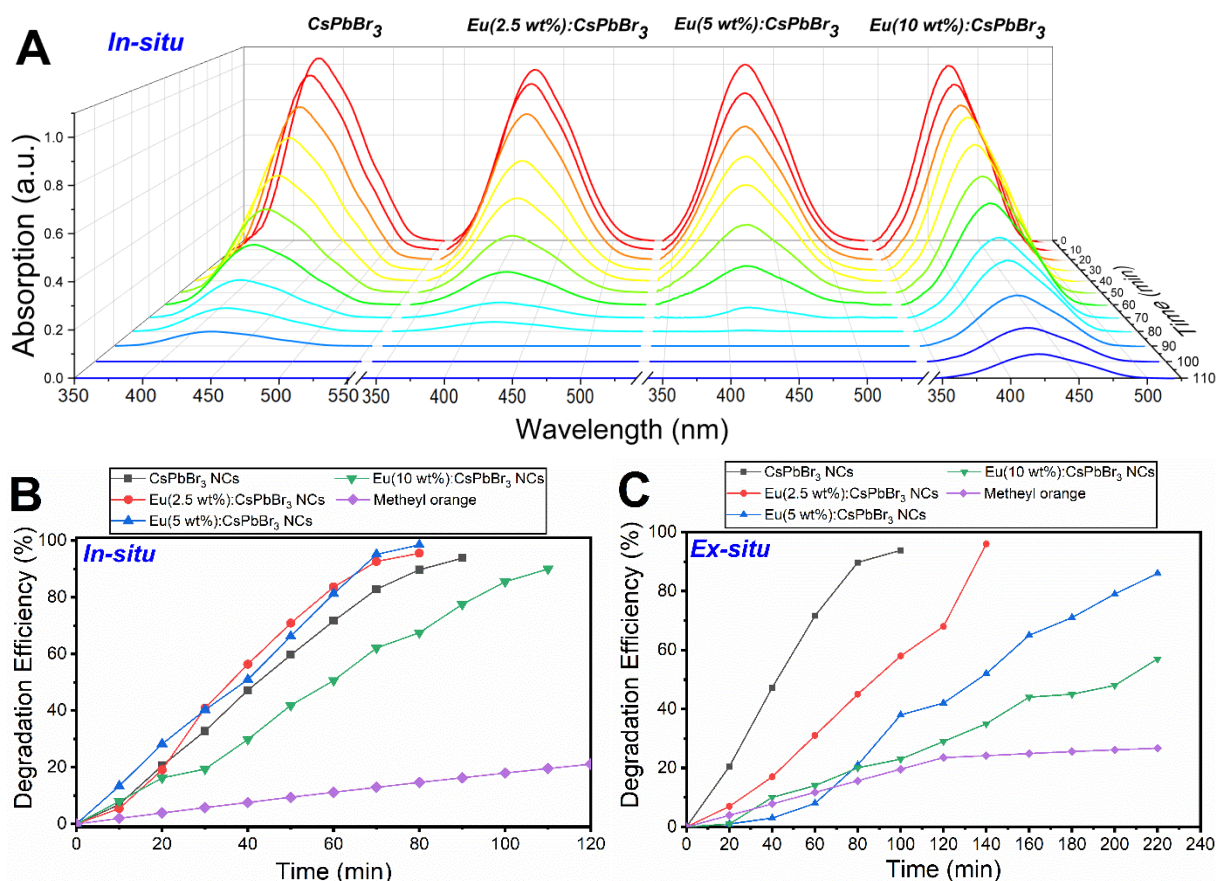 A
In-situ
CsPbBr3
Eu(2.5 wt%):CsPbBr3
Eu(5 wt%):CsPbBr3
Eu(10 wt%):CsPbBr3
Absorption (a.u.)
1.0
0.8
0.6
0.4
0.2
0.0
0
10
20
30
40
50
60
70
80
90
100
110
Time (min)
350 400 450 500 550 350 450 500 350 450 500 350 450 500
Wavelength (nm)
B
CsPbBr3 NCs
Eu(2.5 wt%):CsPbBr3 NCs
Eu(5 wt%):CsPbBr3 NCs
Eu(10 wt%):CsPbBr3 NCs
Metheyl orange
In-situ
Degradation Efficiency (%)
100
80
60
40
20
0
0 20 40 60 80 100 120
Time (min)
C
CsPbBr3 NCs
Eu(2.5 wt%):CsPbBr3 NCs
Eu(5 wt%):CsPbBr3 NCs
Eu(10 wt%):CsPbBr3 NCs
Metheyl orange
Ex-situ
Degradation Efficiency (%)
100
80
60
40
20
0
0 20 40 60 80 100 120 140 160 180 200 220 240
Time (min)